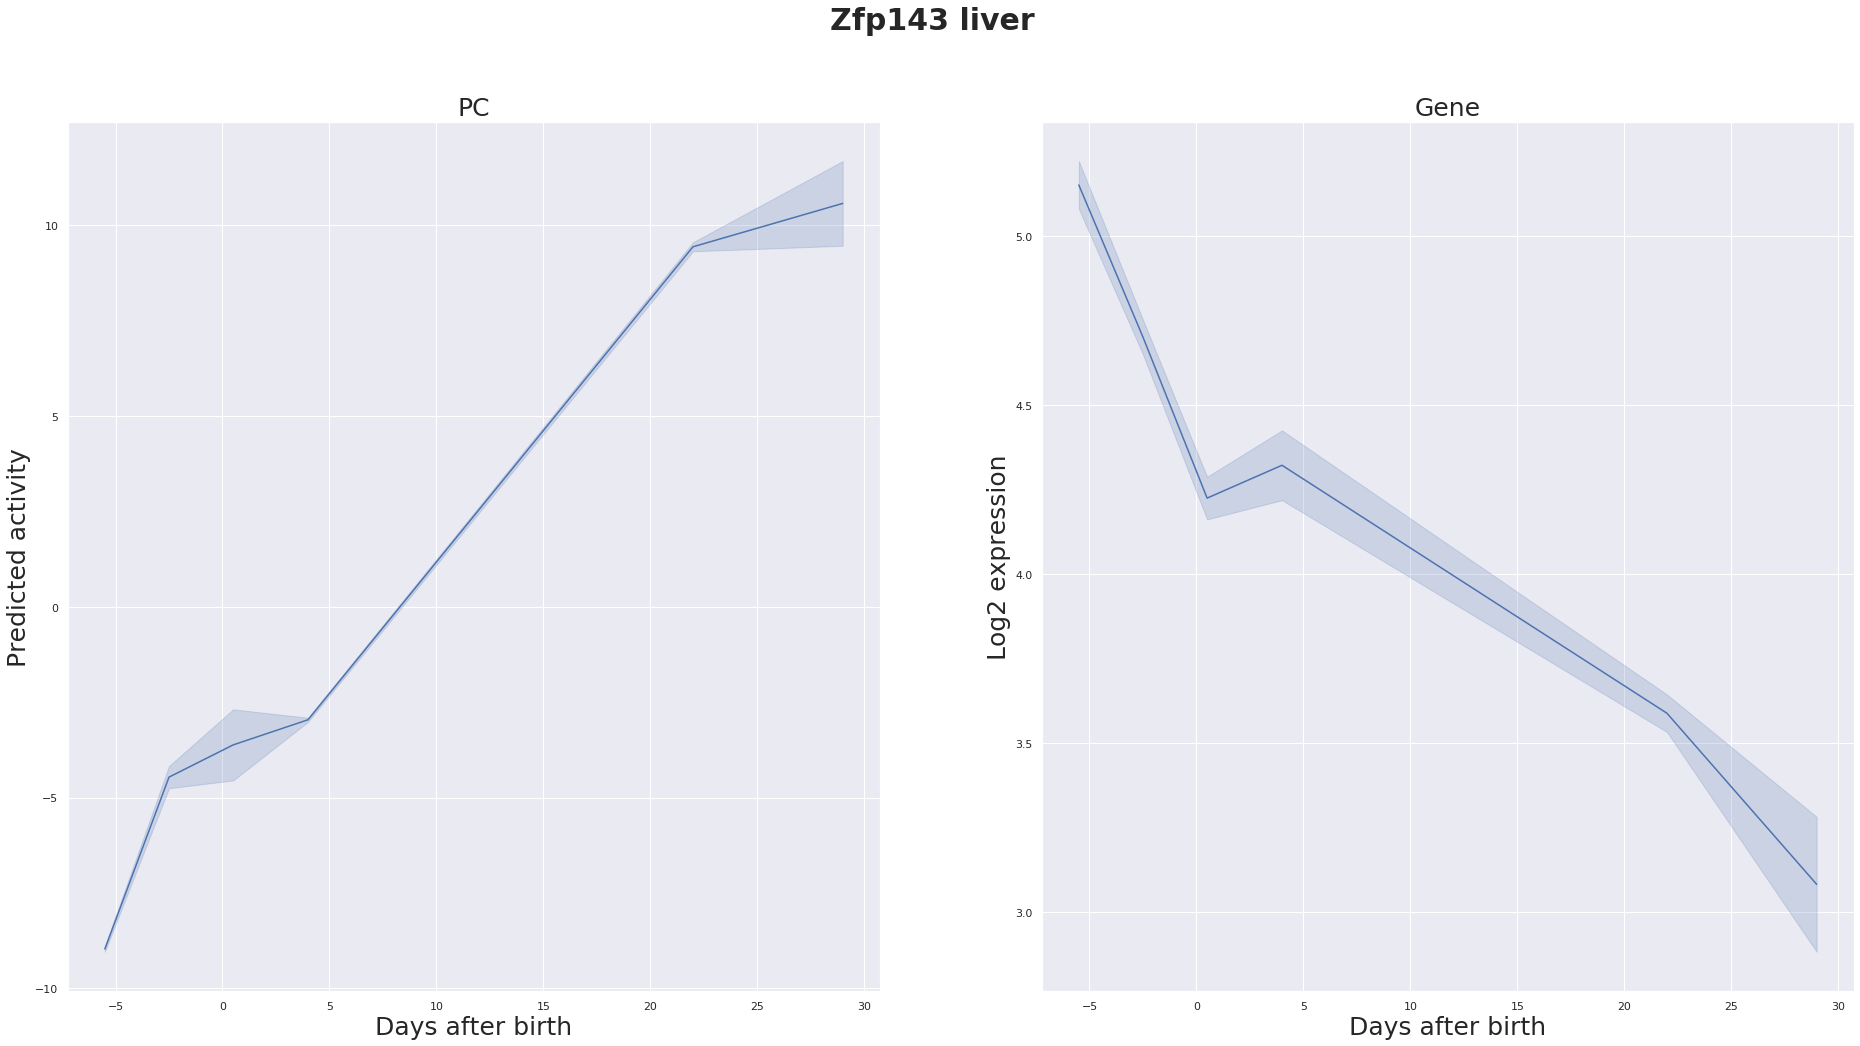 Zfp143 liver
PC
Predicted activity
10
5
0
−5
−10
−5 0 5 10 15 20 25 30
Days after birth
Gene
Log2 expression
5.0
4.5
4.0
3.5
3.0
−5 0 5 10 15 20 25 30
Days after birth